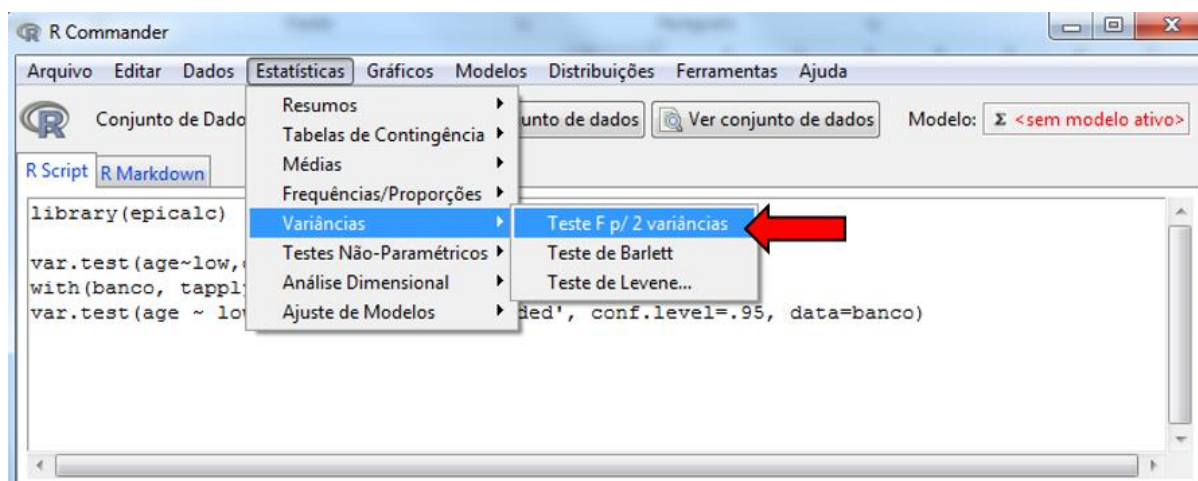 R Commander
Arquivo Editar Dados Estatísticas Gráficos Modelos Distribuições Ferramentas Ajuda
Conjunto de Dado
unto de dados Ver conjunto de dados Modelo: Σ <sem modelo ativo>
R Script R Markdown
Resumos
Tabelas de Contingência
Médias
Frequências/Proporções
Variâncias
Testes Não-Paramétricos
Análise Dimensional
Ajuste de Modelos
Teste F p/ 2 variâncias
Teste de Barlett
Teste de Levene...
library(epicalc)
var.test(age~low,
with(banco, tappl
var.test(age ~ lo ded', conf.level=.95, data=banco)